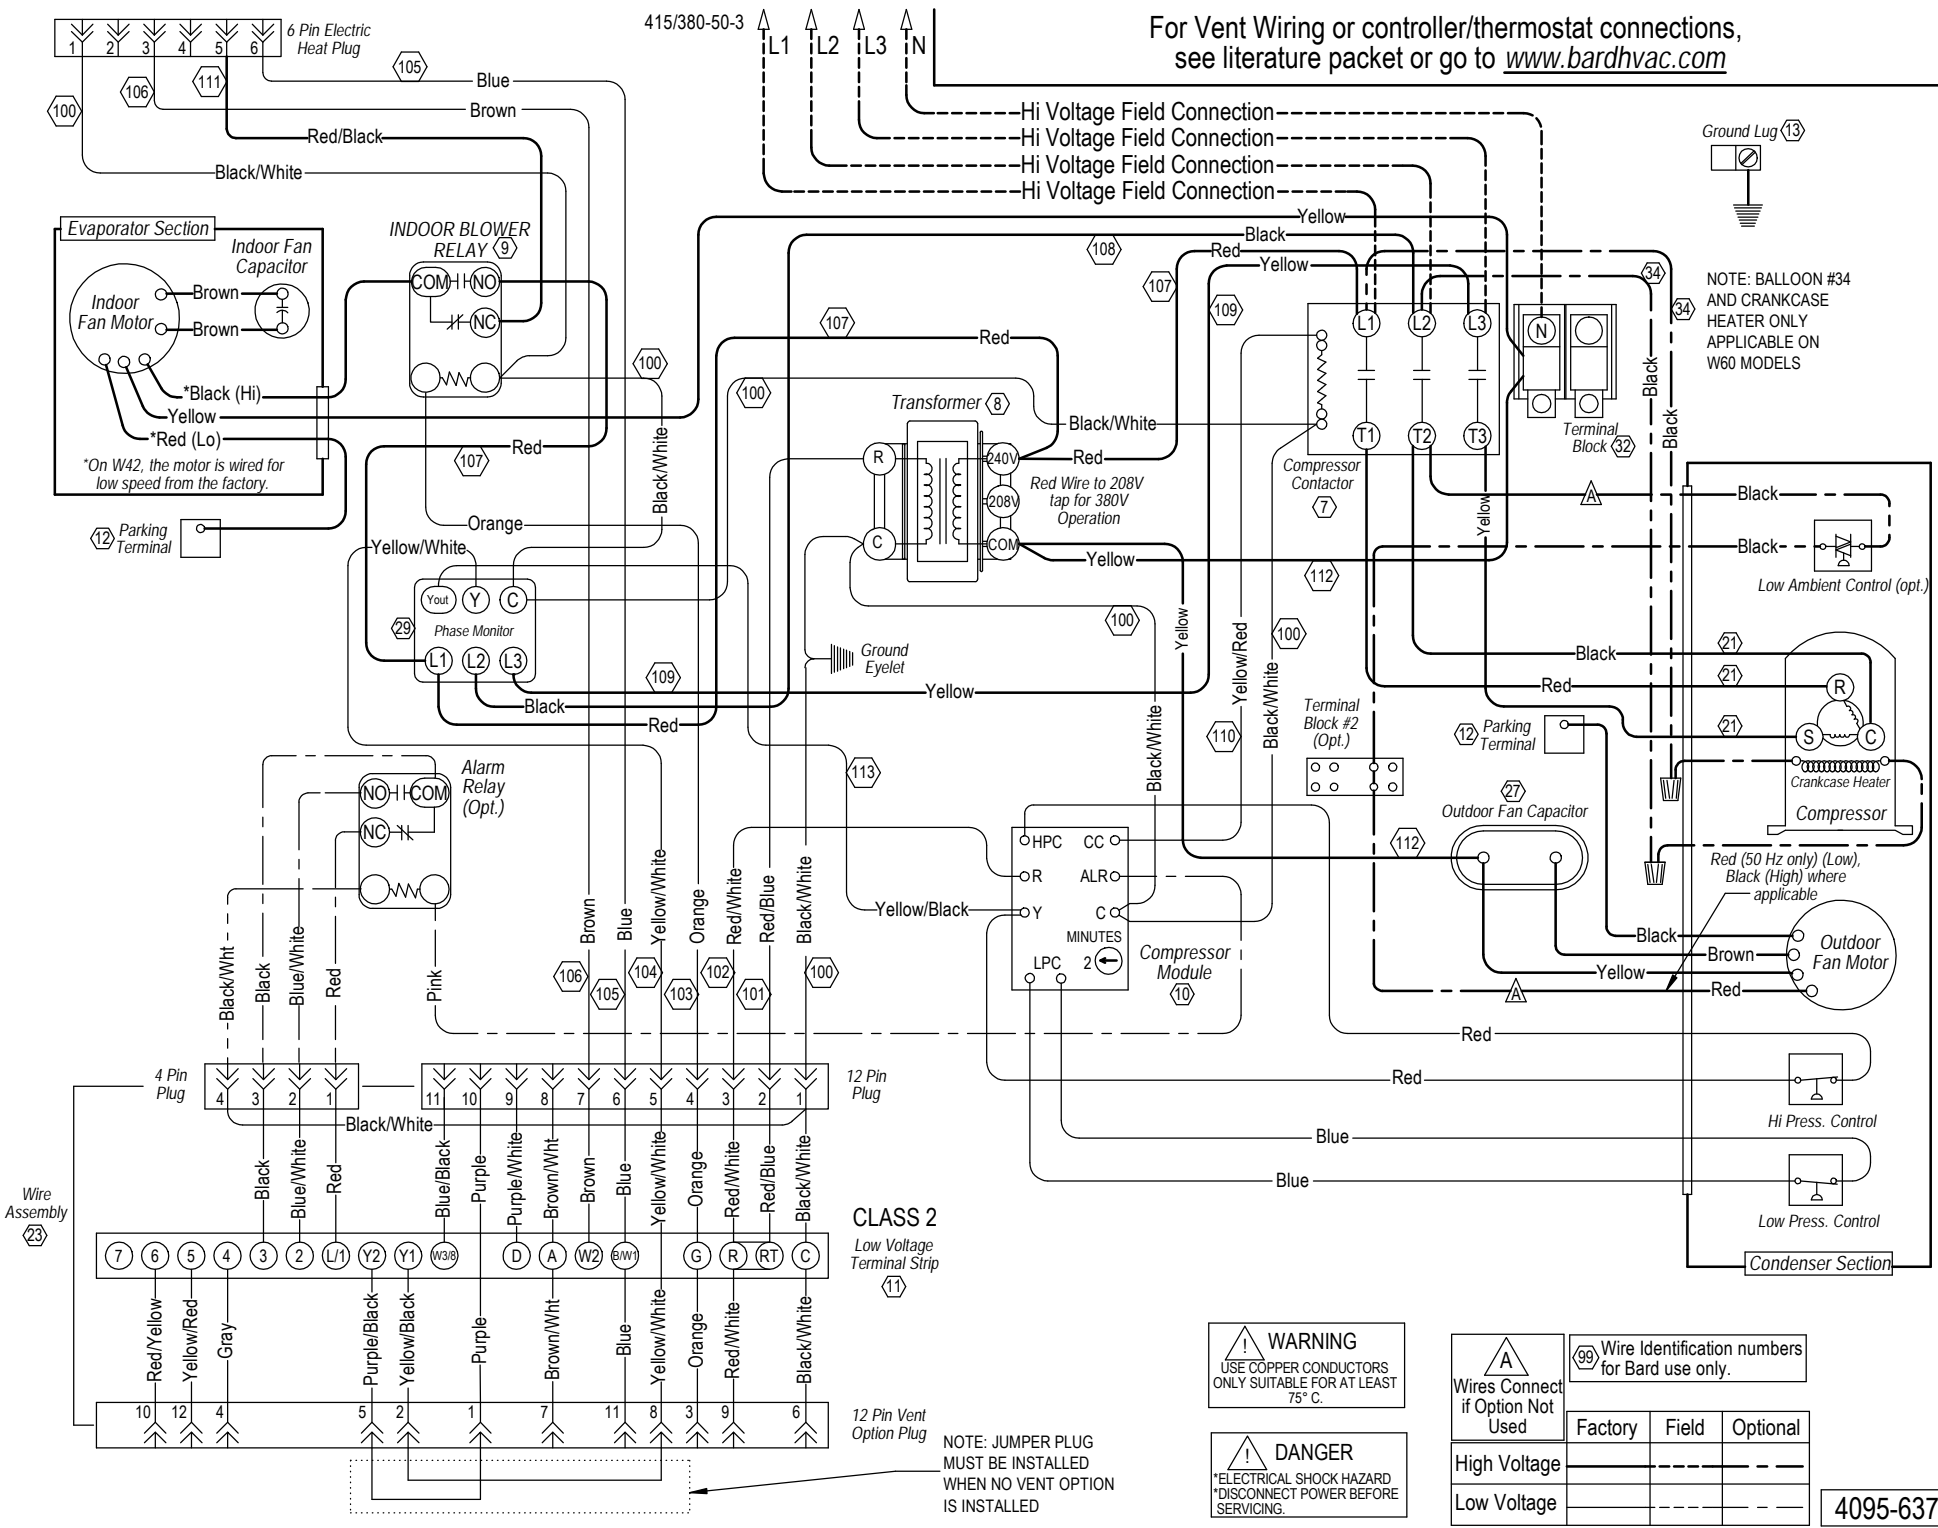 415/380-50-3
L1
L2
L3
N
For Vent Wiring or controller/thermostat connections,
see literature packet or go to www.bardhvac.com
1 2 3 4 5 6
6 Pin Electric
Heat Plug
100
106
111
105
Blue
Brown
Red/Black
Black/White
Hi Voltage Field Connection
Hi Voltage Field Connection
Hi Voltage Field Connection
Hi Voltage Field Connection
Ground Lug 13
Evaporator Section
Indoor Fan
Capacitor
Indoor
Fan Motor
Brown
Brown
*Black (Hi)
Yellow
*Red (Lo)
*On W42, the motor is wired for
low speed from the factory.
12 Parking
Terminal
INDOOR BLOWER
RELAY 9
COM
NO
NC
100
Yellow
Black
108
Red
107
Yellow
109
34
34
NOTE: BALLOON #34
AND CRANKCASE
HEATER ONLY
APPLICABLE ON
W60 MODELS
107
Red
100
Black/White
107
Red
Black/White
Transformer 8
R
C
240V
208V
COM
Red
Red Wire to 208V
tap for 380V
Operation
Yellow
L1
L2
L3
T1
T2
T3
Compressor
Contactor
7
N
Terminal
Block 32
Black
Black
Yellow
A
Black
Black
Low Ambient Control (opt.)
Orange
Yellow/White
Yout
Y
C
29
Phase Monitor
L1
L2
L3
109
Yellow
Black
Red
Ground
Eyelet
100
112
100
Yellow
Yellow/Red
Black/White
Black/White
110
Black
21
Red
21
21
R
S
C
Crankcase Heater
Compressor
Terminal
Block #2
(Opt.)
12 Parking
Terminal
27
Outdoor Fan Capacitor
112
Red (50 Hz only) (Low),
Black (High) where
applicable
Black
Brown
Yellow
Red
A
Outdoor
Fan Motor
Alarm
Relay
(Opt.)
NO
COM
NC
113
HPC
CC
R
ALR
Y
C
MINUTES
2
LPC
Compressor
Module
10
Yellow/Black
Black/Wht
Black
Blue/White
Red
Pink
Brown
Blue
Yellow/White
Orange
Red/White
Red/Blue
Black/White
106
105
104
103
102
101
100
Red
Red
Hi Press. Control
Blue
Blue
Low Press. Control
Condenser Section
4 Pin
Plug
4 3 2 1
11 10 9 8 7 6 5 4 3 2 1
12 Pin
Plug
Black/White
Black
Blue/White
Red
Blue/Black
Purple
Purple/White
Brown/Wht
Brown
Blue
Yellow/White
Orange
Red/White
Red/Blue
Black/White
Wire
Assembly
23
7 6 5 4 3 2 L/1 Y2 Y1 W3/8 D A W2 B/W1 G R RT C
CLASS 2
Low Voltage
Terminal Strip
11
Red/Yellow
Yellow/Red
Gray
Purple/Black
Yellow/Black
Purple
Brown/Wht
Blue
Yellow/White
Orange
Red/White
Black/White
10 12 4 5 2 1 7 11 8 3 9 6
12 Pin Vent
Option Plug
NOTE: JUMPER PLUG
MUST BE INSTALLED
WHEN NO VENT OPTION
IS INSTALLED
! WARNING
USE COPPER CONDUCTORS
ONLY SUITABLE FOR AT LEAST
75° C.
! DANGER
*ELECTRICAL SHOCK HAZARD
*DISCONNECT POWER BEFORE
SERVICING.
A
Wires Connect
if Option Not
Used
99 Wire Identification numbers
for Bard use only.
Factory Field Optional
High Voltage
Low Voltage
4095-637